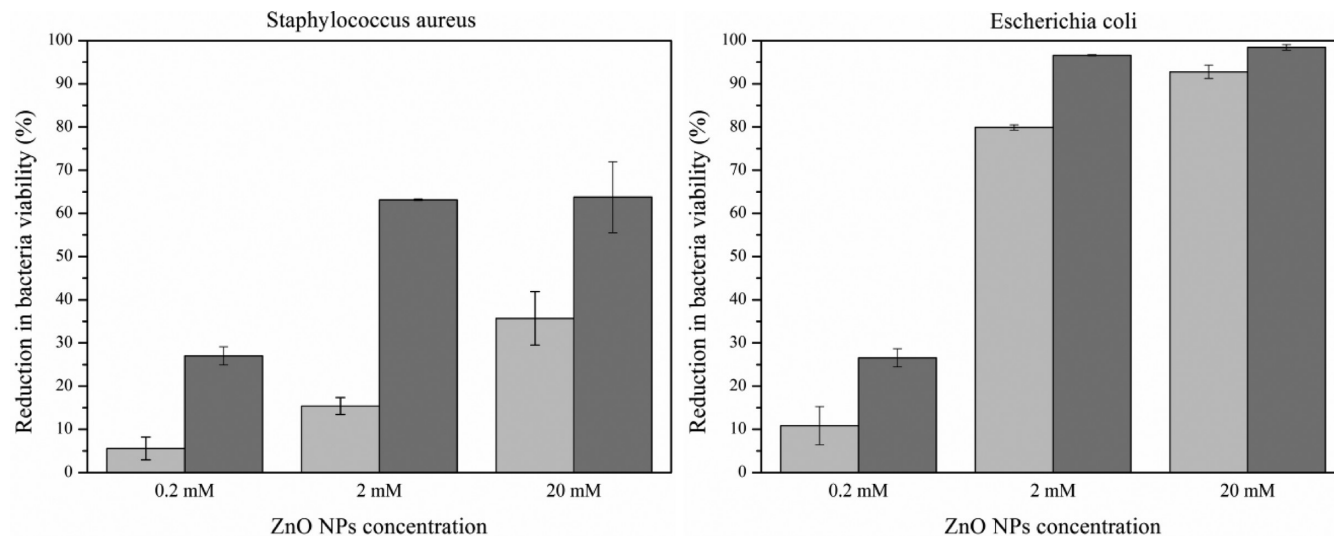 Staphylococcus aureus
Reduction in bacteria viability (%)
100
90
80
70
60
50
40
30
20
10
0
0.2 mM
2 mM
20 mM
ZnO NPs concentration
Escherichia coli
Reduction in bacteria viability (%)
100
90
80
70
60
50
40
30
20
10
0
0.2 mM
2 mM
20 mM
ZnO NPs concentration